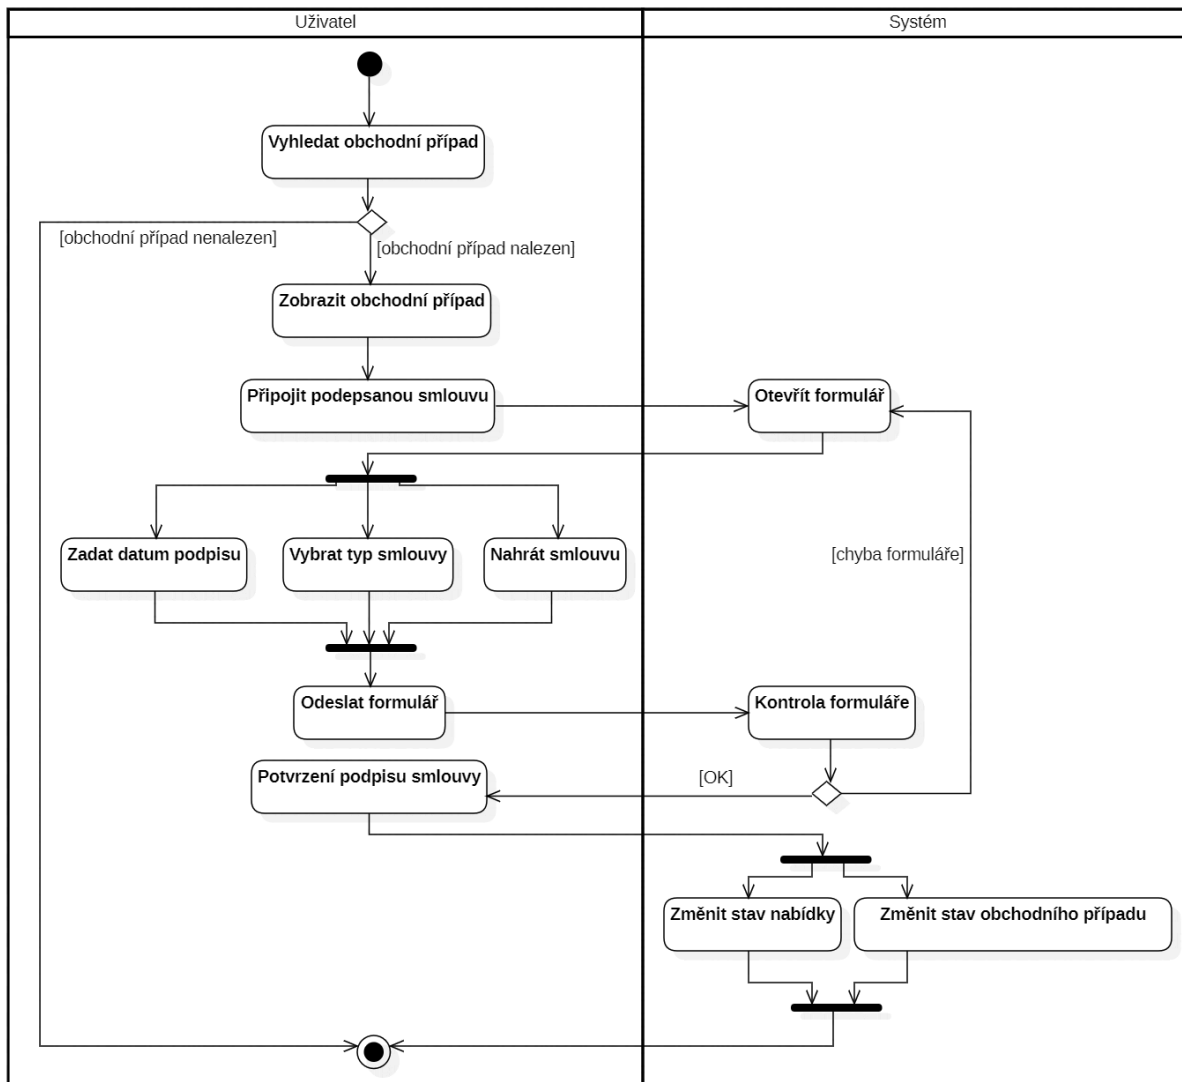 Uživatel
Systém
Vyhledat obchodní případ
[obchodní případ nenalezen]
[obchodní případ nalezen]
Zobrazit obchodní případ
Připojit podepsanou smlouvu
Otevřít formulář
Zadat datum podpisu
Vybrat typ smlouvy
Nahrát smlouvu
[chyba formuláře]
Odeslat formulář
Kontrola formuláře
Potvrzení podpisu smlouvy
[OK]
Změnit stav nabídky
Změnit stav obchodního případu